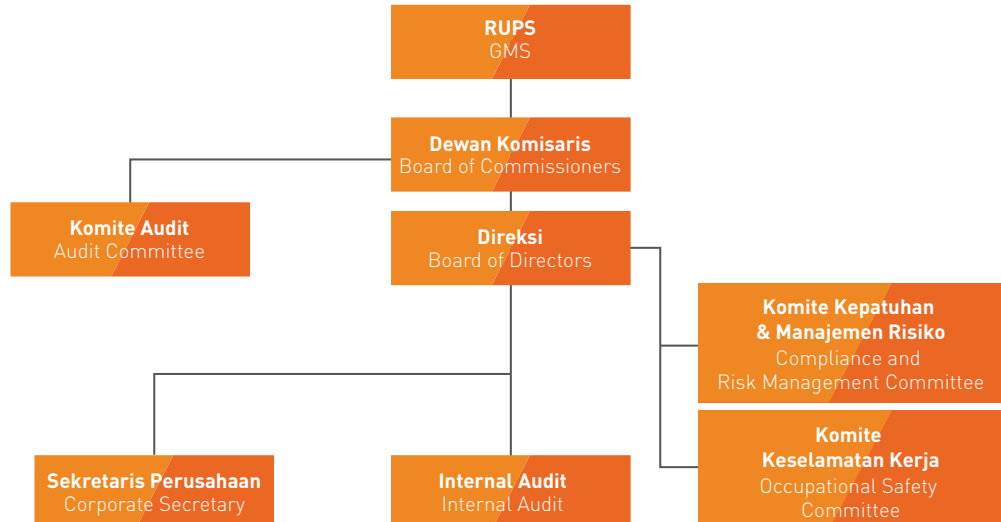 RUPS
GMS
Dewan Komisaris
Board of Commissioners
Komite Audit
Audit Committee
Direksi
Board of Directors
Komite Kepatuhan
& Manajemen Risiko
Compliance and
Risk Management Committee
Komite
Keselamatan Kerja
Occupational Safety
Committee
Sekretaris Perusahaan
Corporate Secretary
Internal Audit
Internal Audit